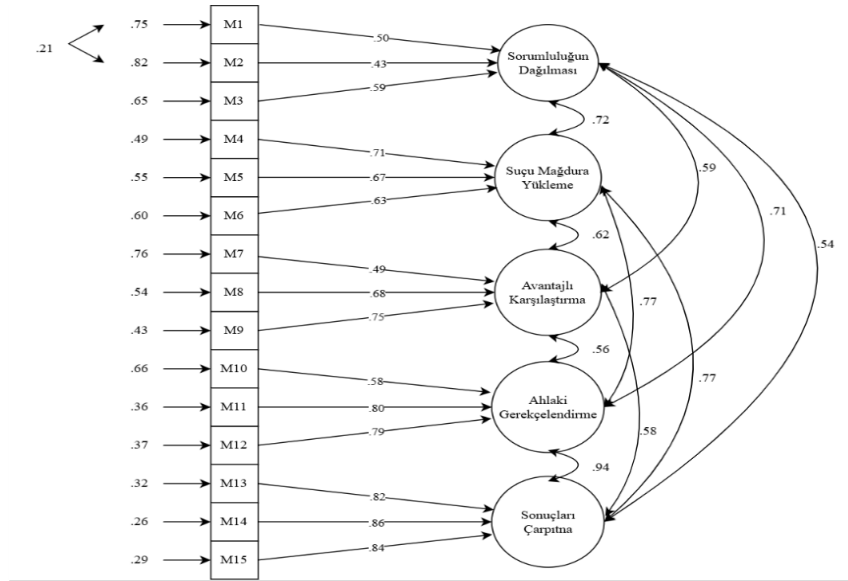 .21
.75 M1 .50
.82 M2 .43
.65 M3 .59
Sorumluluğun
Dağılması
.72
.49 M4 .71
.55 M5 .67
.60 M6 .63
Suçu Mağdura
Yükleme
.59
.71
.54
.62
.76 M7 .49
.54 M8 .68
.43 M9 .75
Avantajlı
Karşılaştırma
.77
.56
.66 M10 .58
.36 M11 .80
.37 M12 .79
Ahlaki
Gerekçelendirme
.77
.58
.94
.32 M13 .82
.26 M14 .86
.29 M15 .84
Sonuçları
Çarpıtna